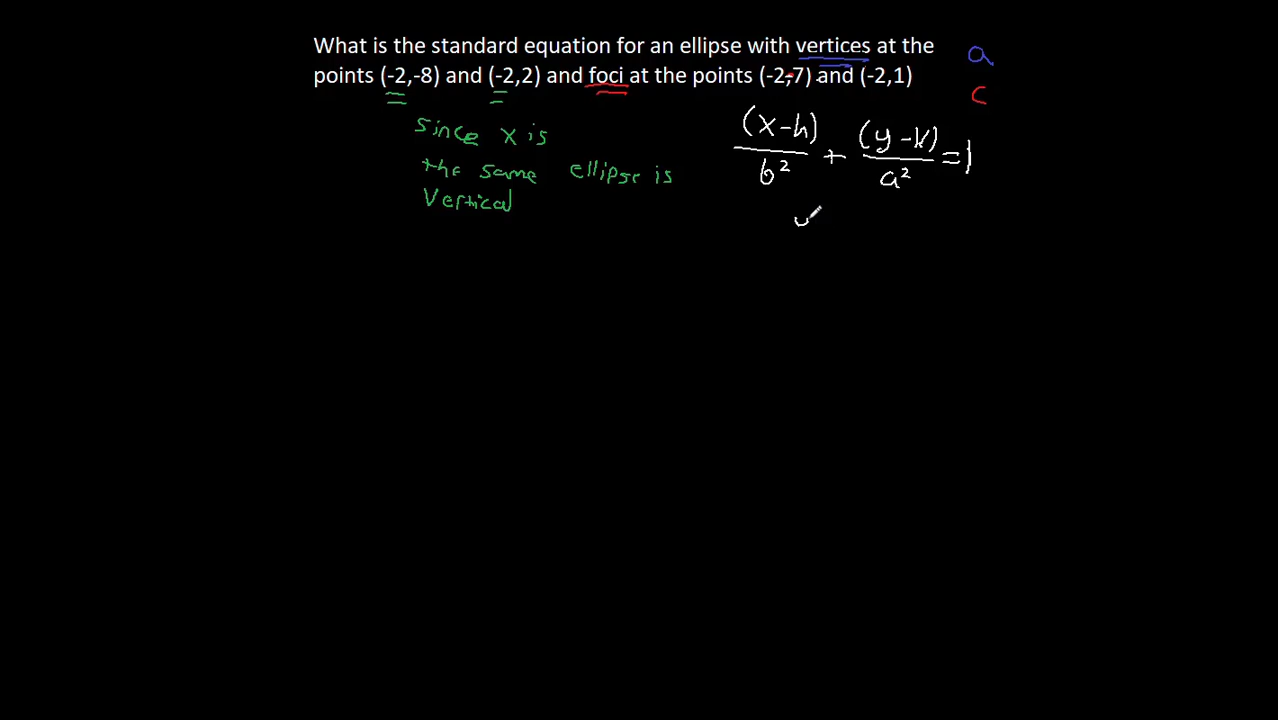 What is the standard equation for an ellipse with vertices at the
points (-2,-8) and (-2,2) and foci at the points (-2,-7) and (-2,1)
a
c
Since x is
the same ellipse is
Vertical
(x-h)/b² + (y-k)/a² = 1